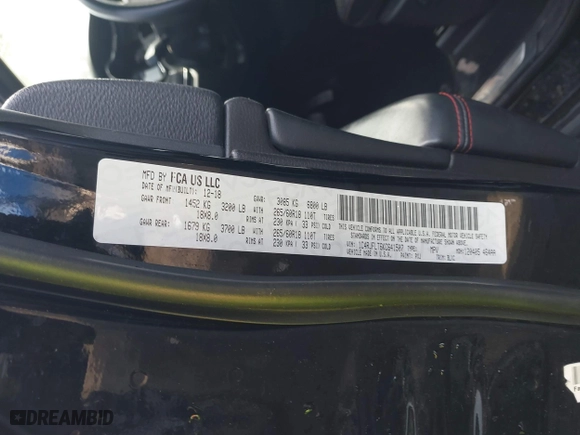 MFD BY FCA US LLC
DATE OF MFR(BUILT): 12-18 GVWR: 3085 KG 6800 LB
GAWR FRONT: 1452 KG 3200 LB WITH 265/60R18 110T
18X8.0 RIMS AT 230 KPA / 33 PSI COLD
GAWR REAR: 1679 KG 3700 LB WITH 265/60R18 110T
18X8.0 RIMS AT 230 KPA / 33 PSI COLD
THIS VEHICLE CONFORMS TO ALL APPLICABLE U.S.A. FEDERAL MOTOR
VEHICLE SAFETY STANDARDS IN EFFECT ON THE DATE OF MANUFACTURE SHOWN ABOVE.
TYPE: MPV
MADE IN U.S.A. PAINT: PXJ
DREAMBID